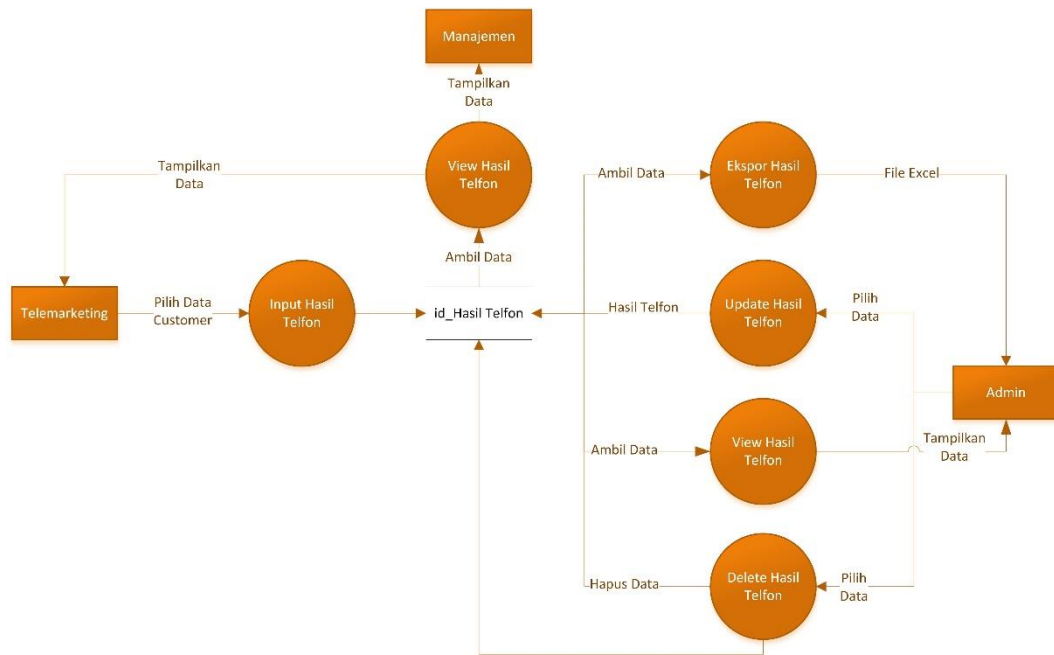 Manajemen
Tampilkan
Data
View Hasil
Telfon
Tampilkan
Data
Ambil Data
Telemarketing
Pilih Data
Customer
Input Hasil
Telfon
id_Hasil Telfon
Ambil Data
Ekspor Hasil
Telfon
File Excel
Hasil Telfon
Update Hasil
Telfon
Pilih
Data
Admin
Ambil Data
View Hasil
Telfon
Tampilkan
Data
Hapus Data
Delete Hasil
Telfon
Pilih
Data